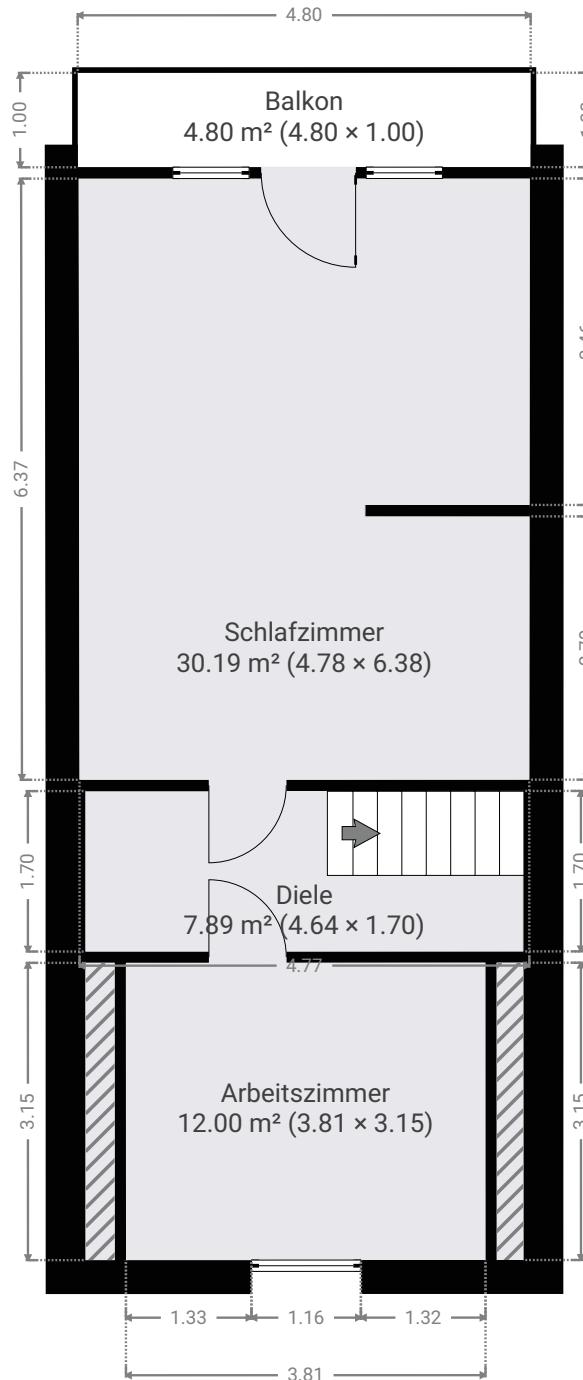 4.80
1.00
Balkon
4.80 m² (4.80 × 1.00)
6.37
Schlafzimmer
30.19 m² (4.78 × 6.38)
1.70
1.70
Diele
7.89 m² (4.64 × 1.70)
4.77
3.15
3.15
Arbeitszimmer
12.00 m² (3.81 × 3.15)
1.33
1.16
1.32
3.81